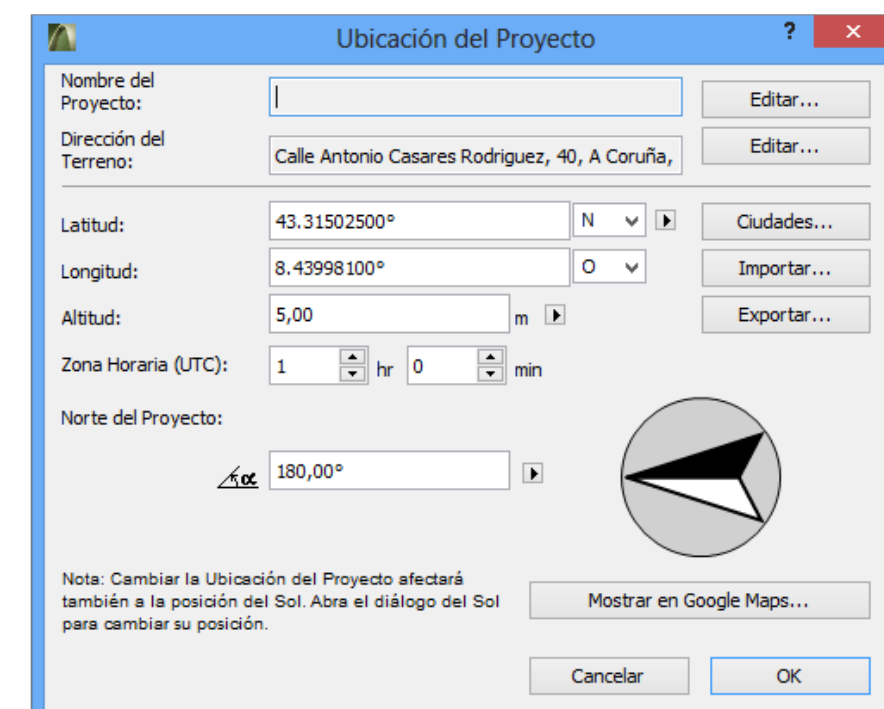 Ubicación del Proyecto ? ×
Nombre del
Proyecto:
Editar...
Dirección del
Terreno:
Calle Antonio Casares Rodriguez, 40, A Coruña,
Editar...
Latitud: 43.31502500° N Ciudades...
Longitud: 8.43998100° O Importar...
Altitud: 5,00 m Exportar...
Zona Horaria (UTC): 1 hr 0 min
Norte del Proyecto:
α 180,00°
Nota: Cambiar la Ubicación del Proyecto afectará
también a la posición del Sol. Abra el diálogo del Sol
para cambiar su posición.
Mostrar en Google Maps...
Cancelar OK